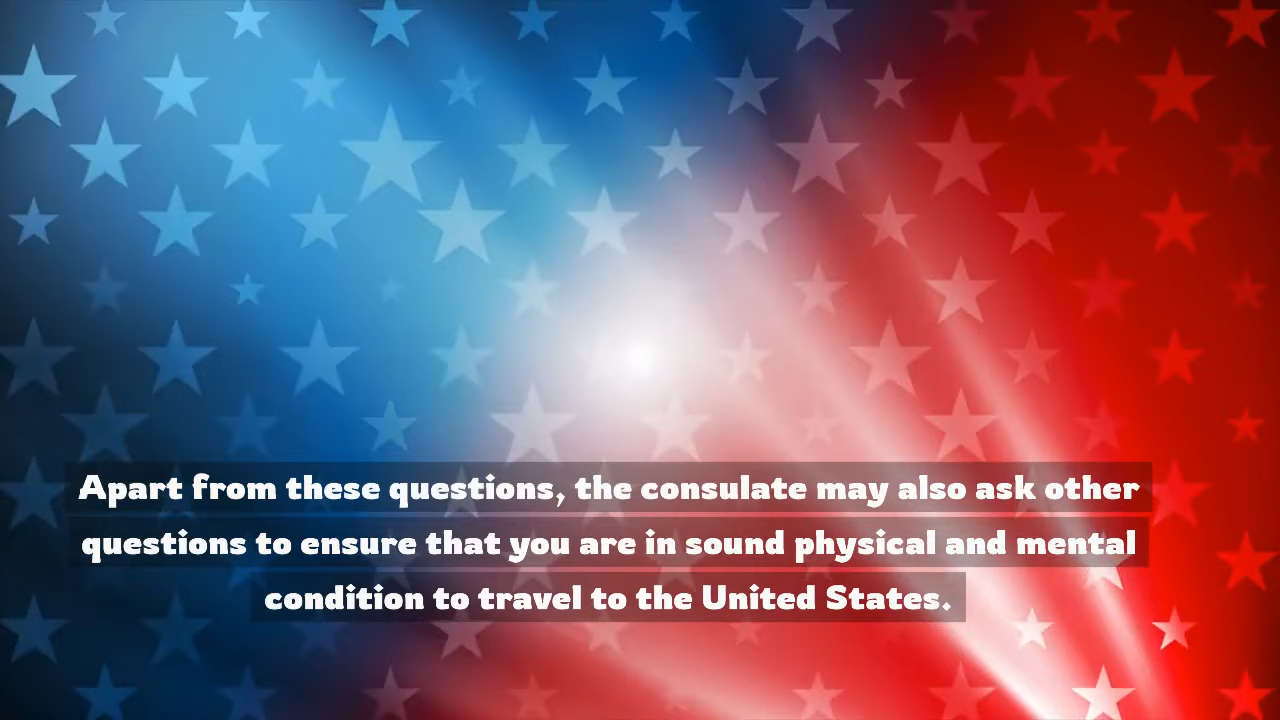 Apart from these questions, the consulate may also ask other
questions to ensure that you are in sound physical and mental
condition to travel to the United States.